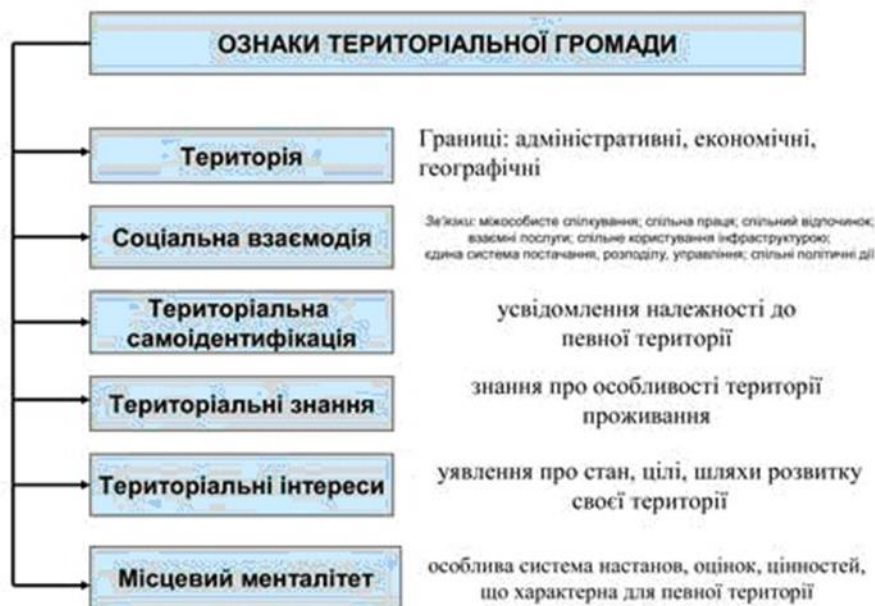 ОЗНАКИ ТЕРИТОРІАЛЬНОЇ ГРОМАДИ
Територія
Границі: адміністративні, економічні,
географічні
Соціальна взаємодія
Зв'язки: міжособисте спілкування; спільна праця; спільний відпочинок;
взаємні послуги; спільне користування інфраструктурою;
єдина система постачання, розподілу, управління; спільні політичні дії
Територіальна
самоідентифікація
усвідомлення належності до
певної території
Територіальні знання
знання про особливості території
проживання
Територіальні інтереси
уявлення про стан, цілі, шляхи розвитку
своєї території
Місцевий менталітет
особлива система настанов, оцінок, цінностей,
що характерна для певної території